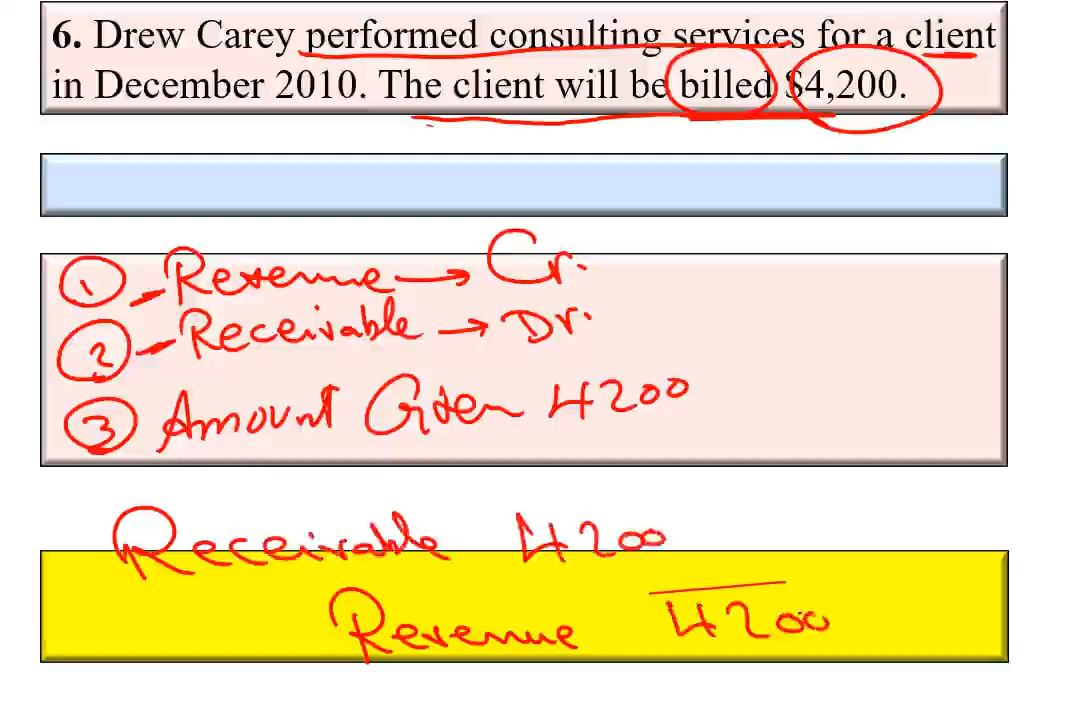 6. Drew Carey performed consulting services for a client
in December 2010. The client will be billed $4,200.
1 - Revenue → Cr.
2 - Receivable → Dr.
3 Amount Given 4200
Receivable 4200
Revenue 4200